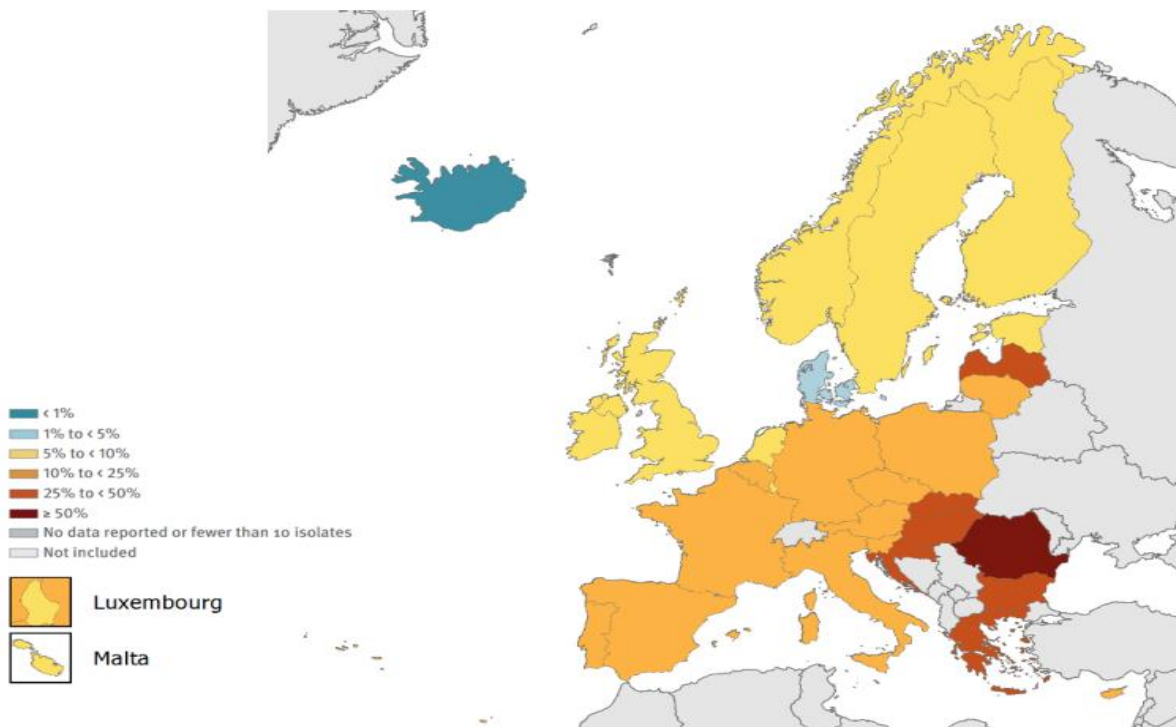 < 1%
1% to < 5%
5% to < 10%
10% to < 25%
25% to < 50%
≥ 50%
No data reported or fewer than 10 isolates
Not included
Luxembourg
Malta